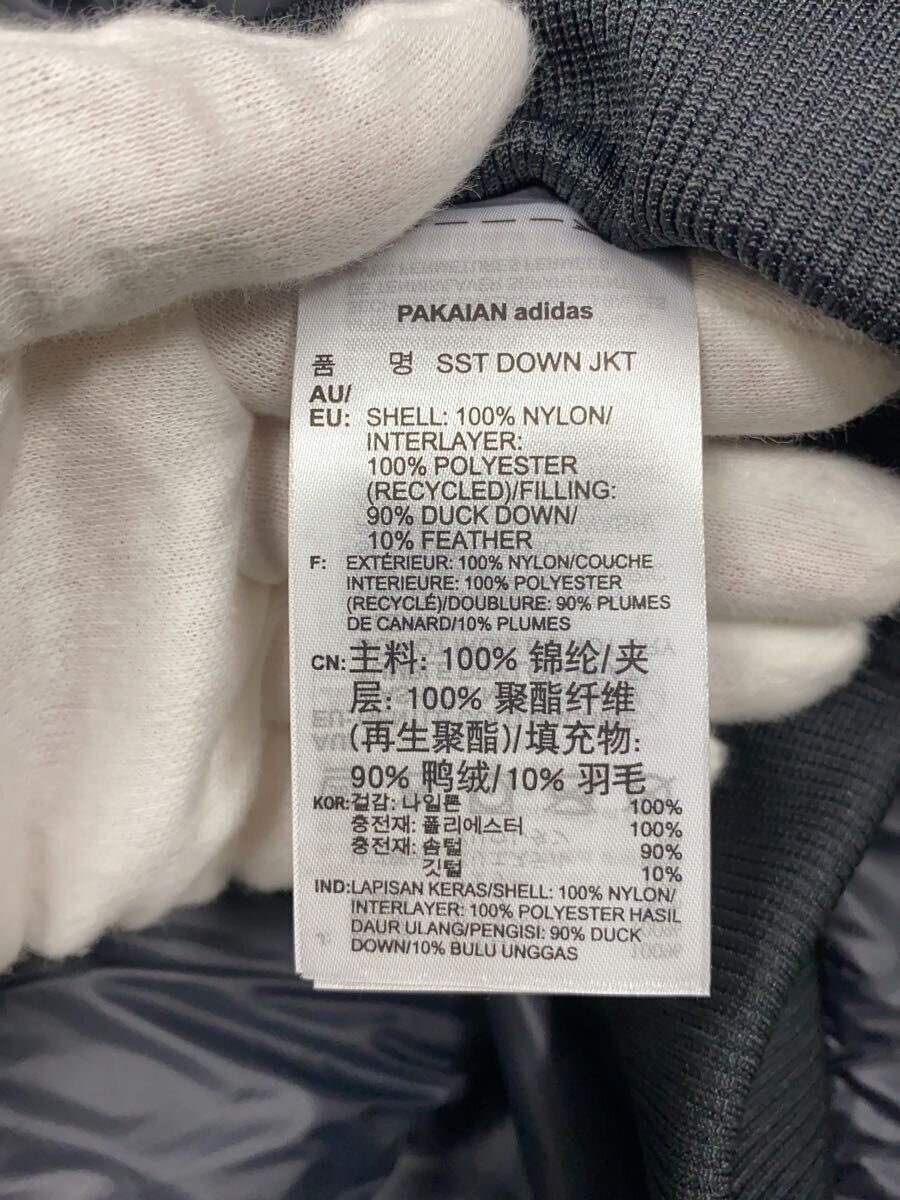 PAKAIAN adidas
품 명 SST DOWN JKT
AU/
EU: SHELL: 100% NYLON/
INTERLAYER:
100% POLYESTER
(RECYCLED)/FILLING:
90% DUCK DOWN/
10% FEATHER
F: EXTÉRIEUR: 100% NYLON/COUCHE
INTERIEURE: 100% POLYESTER
(RECYCLÉ)/DOUBLURE: 90% PLUMES
DE CANARD/10% PLUMES
CN: 主料: 100% 锦纶/夹
层: 100% 聚酯纤维
(再生聚酯)/填充物:
90% 鸭绒/10% 羽毛
KOR: 겉감: 나일론 100%
충전재: 폴리에스터 100%
충전재: 솜털 90%
깃털 10%
IND: LAPISAN KERAS/SHELL: 100% NYLON/
INTERLAYER: 100% POLYESTER HASIL
DAUR ULANG/PENGISI: 90% DUCK
DOWN/10% BULU UNGGAS